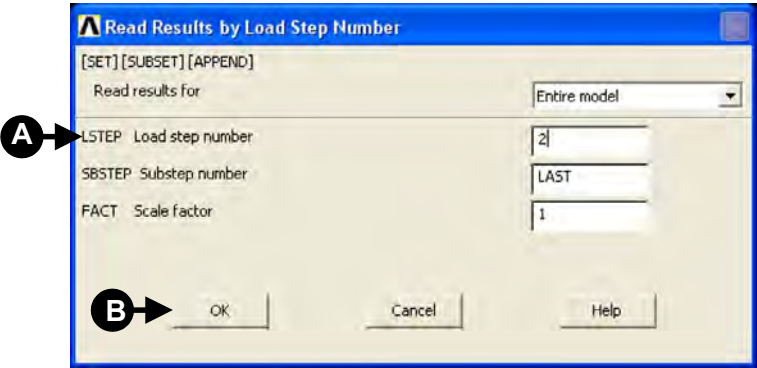 Read Results by Load Step Number
[SET] [SUBSET] [APPEND]
Read results for Entire model
A LSTEP Load step number 2
SBSTEP Substep number LAST
FACT Scale factor 1
B OK Cancel Help